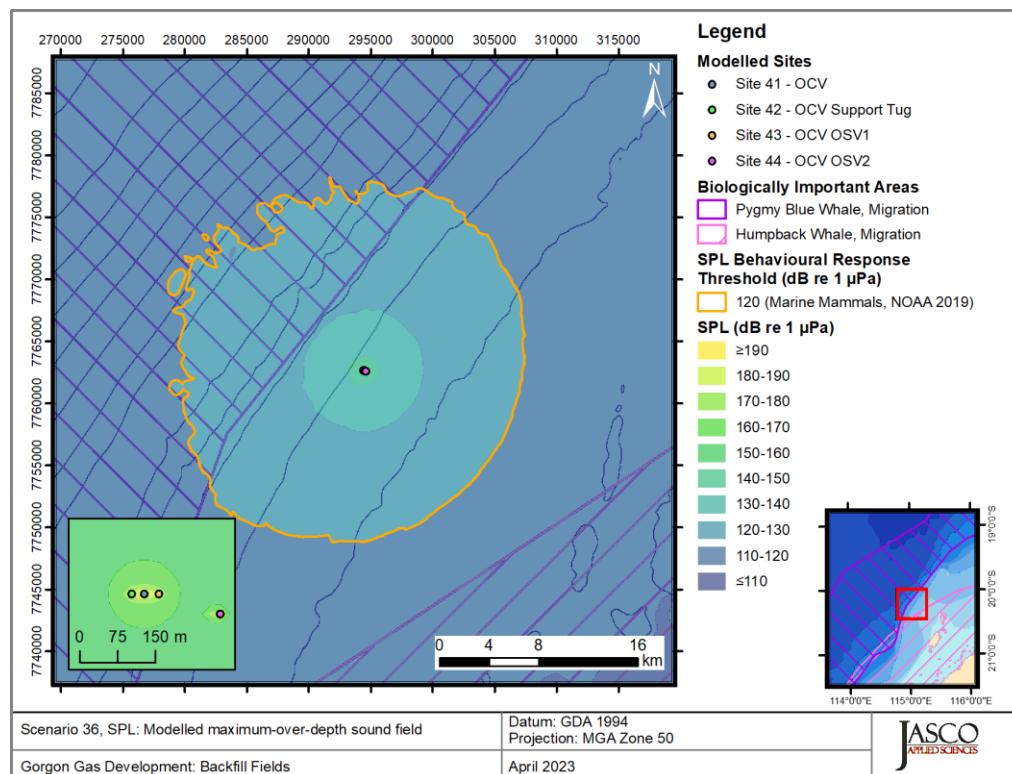 270000 275000 280000 285000 290000 295000 300000 305000 310000 315000
7785000
7780000
7775000
7770000
7765000
7760000
7755000
7750000
7745000
7740000
N
0 75 150 m
0 4 8 16
km
Legend
Modelled Sites
Site 41 - OCV
Site 42 - OCV Support Tug
Site 43 - OCV OSV1
Site 44 - OCV OSV2
Biologically Important Areas
Pygmy Blue Whale, Migration
Humpback Whale, Migration
SPL Behavioural Response
Threshold (dB re 1 µPa)
120 (Marine Mammals, NOAA 2019)
SPL (dB re 1 µPa)
≥190
180-190
170-180
160-170
150-160
140-150
130-140
120-130
110-120
≤110
19°0'0"S
20°0'0"S
21°0'0"S
114°0'0"E 115°0'0"E 116°0'0"E
Scenario 36, SPL: Modelled maximum-over-depth sound field
Datum: GDA 1994
Projection: MGA Zone 50
Gorgon Gas Development: Backfill Fields
April 2023
JASCO
APPLIED SCIENCES